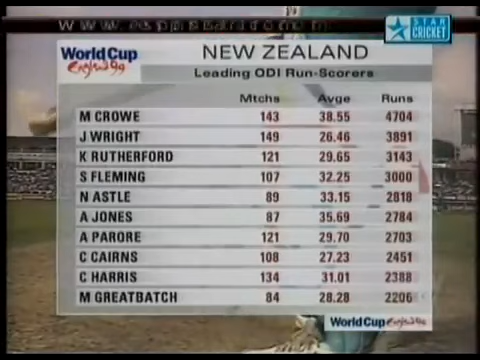 STAR
CRICKET
World Cup
England 99
NEW ZEALAND
Leading ODI Run-Scorers
Mtchs Avge Runs
M CROWE 143 38.55 4704
J WRIGHT 149 26.46 3891
K RUTHERFORD 121 29.65 3143
S FLEMING 107 32.25 3000
N ASTLE 89 33.15 2818
A JONES 87 35.69 2784
A PARORE 121 29.70 2703
C CAIRNS 108 27.23 2451
C HARRIS 134 31.01 2388
M GREATBATCH 84 28.28 2206
World Cup England 99